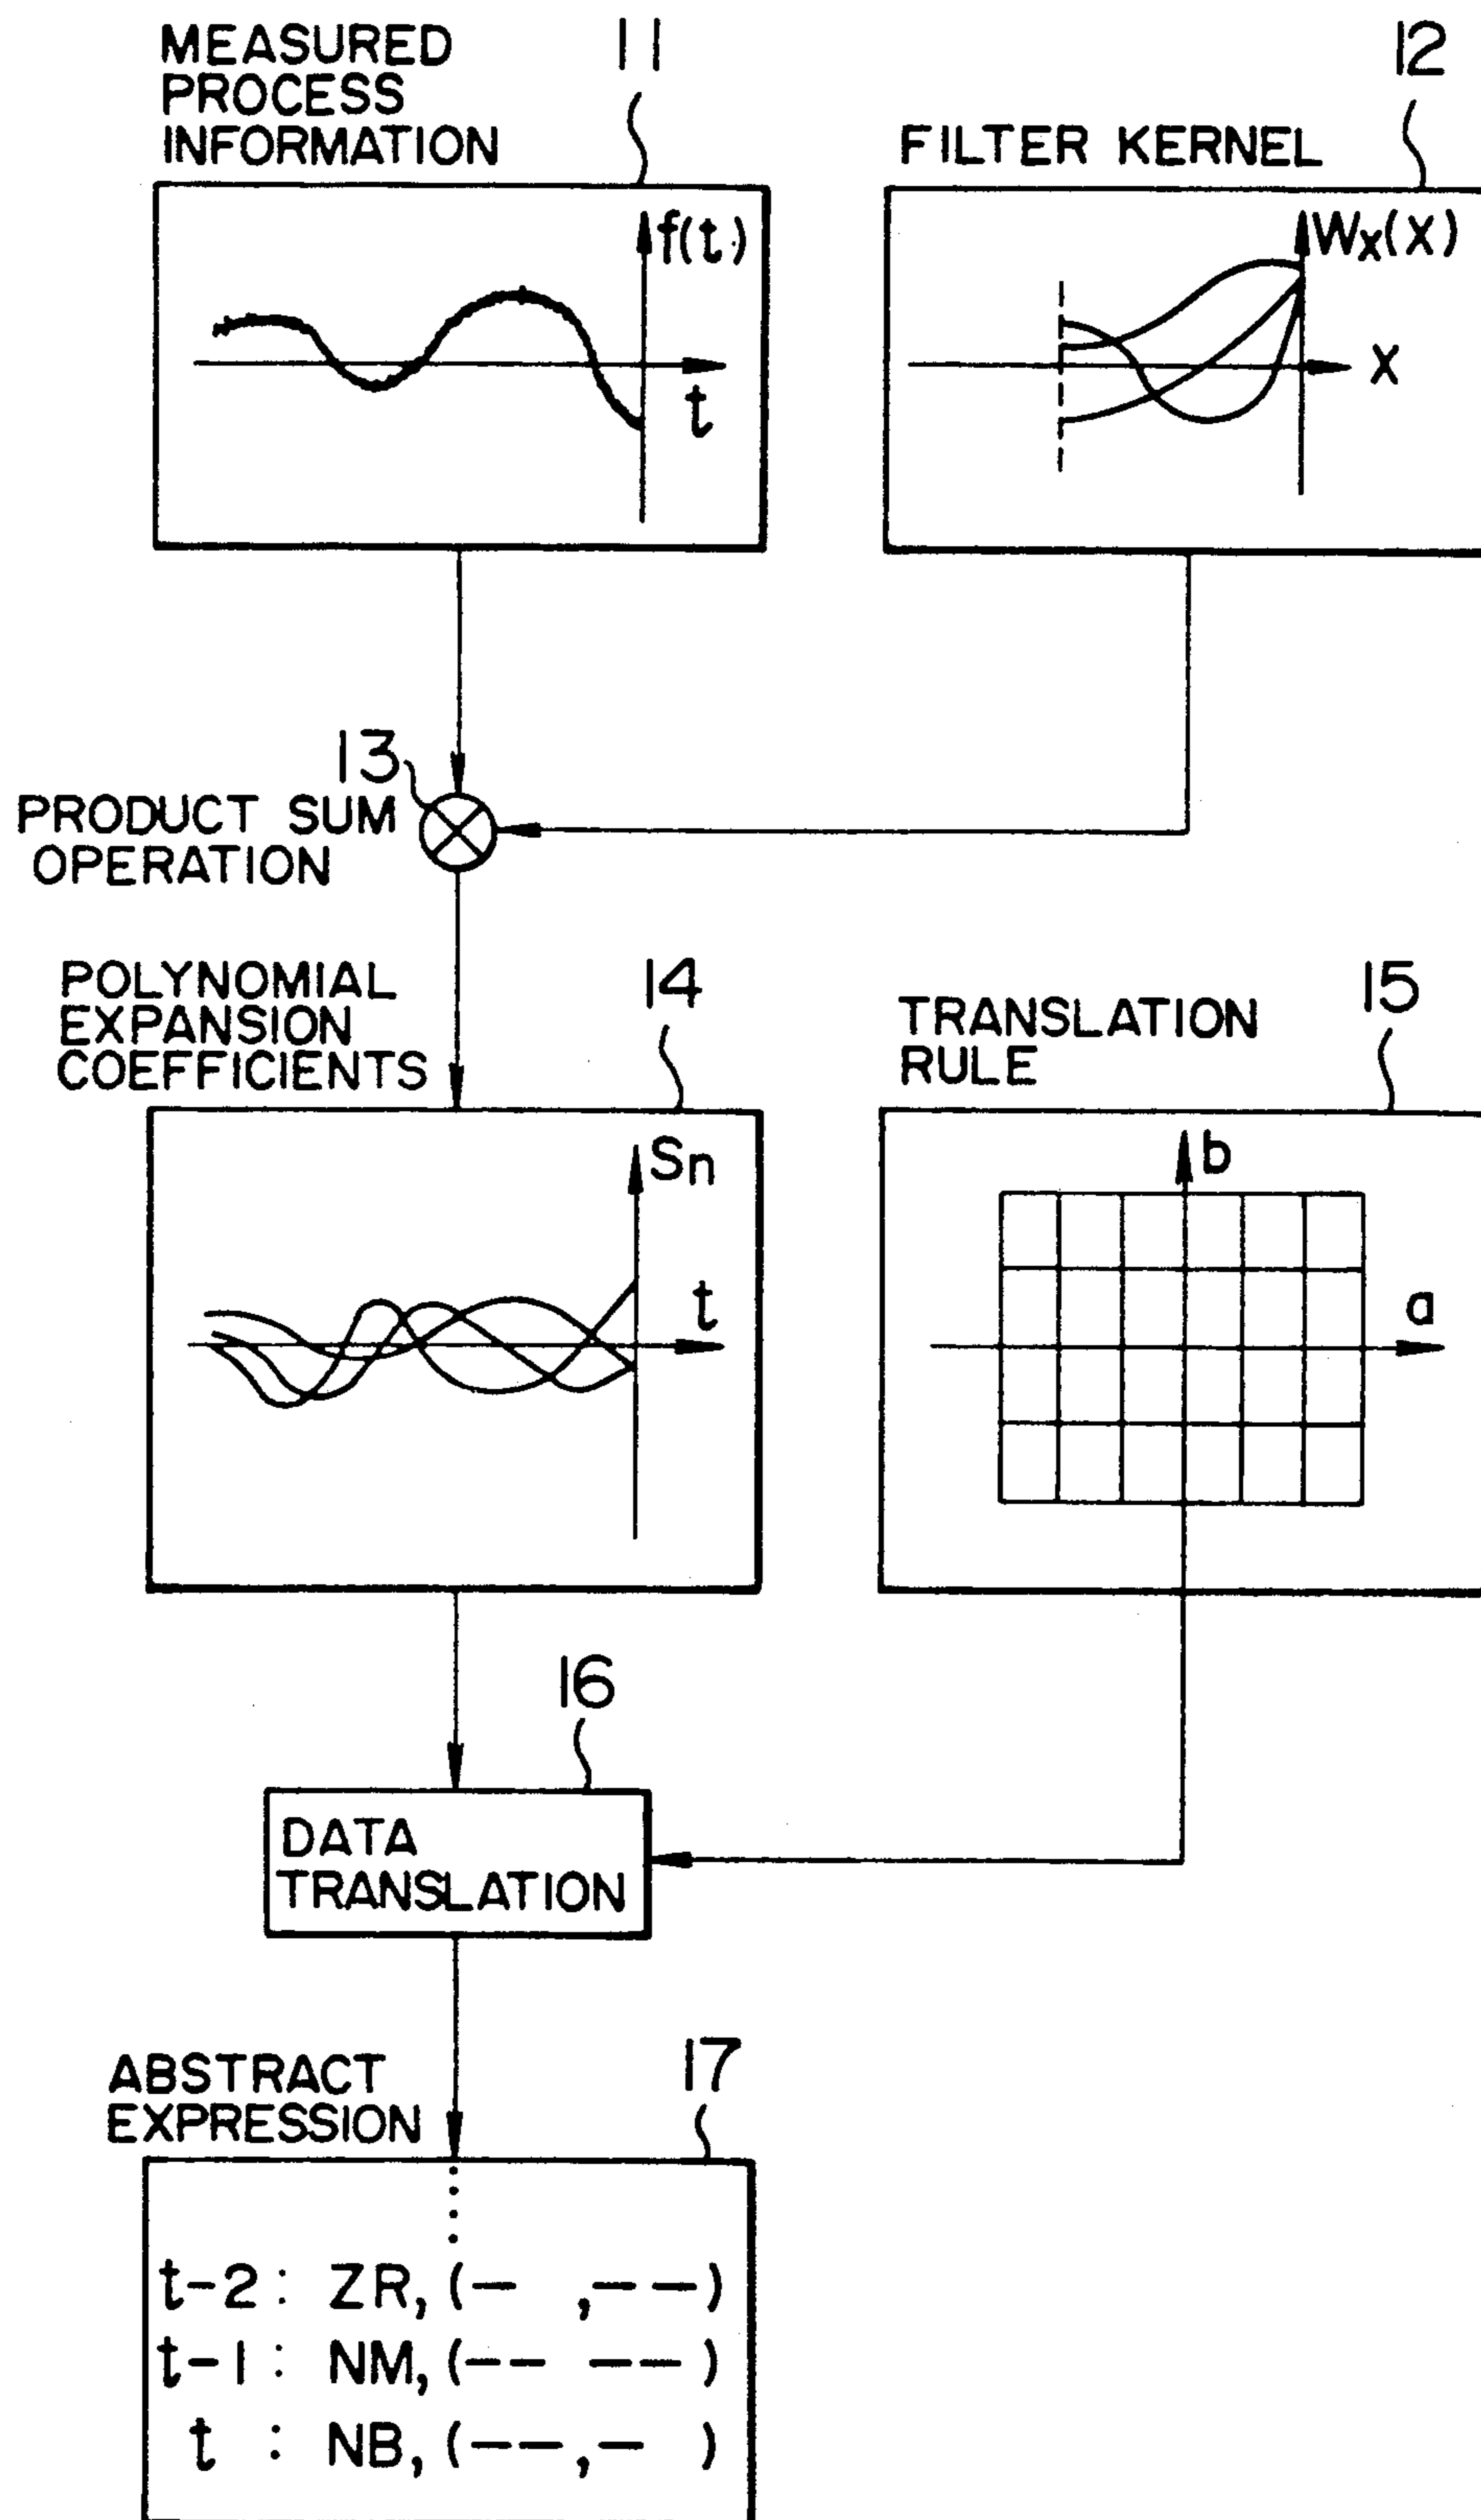 MEASURED
PROCESS
INFORMATION
11
f(t)
t
FILTER KERNEL
12
Wx(x)
x
13
PRODUCT SUM
OPERATION
POLYNOMIAL
EXPANSION
COEFFICIENTS
14
Sn
t
TRANSLATION
RULE
15
b
a
16
DATA
TRANSLATION
ABSTRACT
EXPRESSION
17
t-2: ZR, (— ,——)
t-1: NM, (—— ——)
t : NB, (——,— )